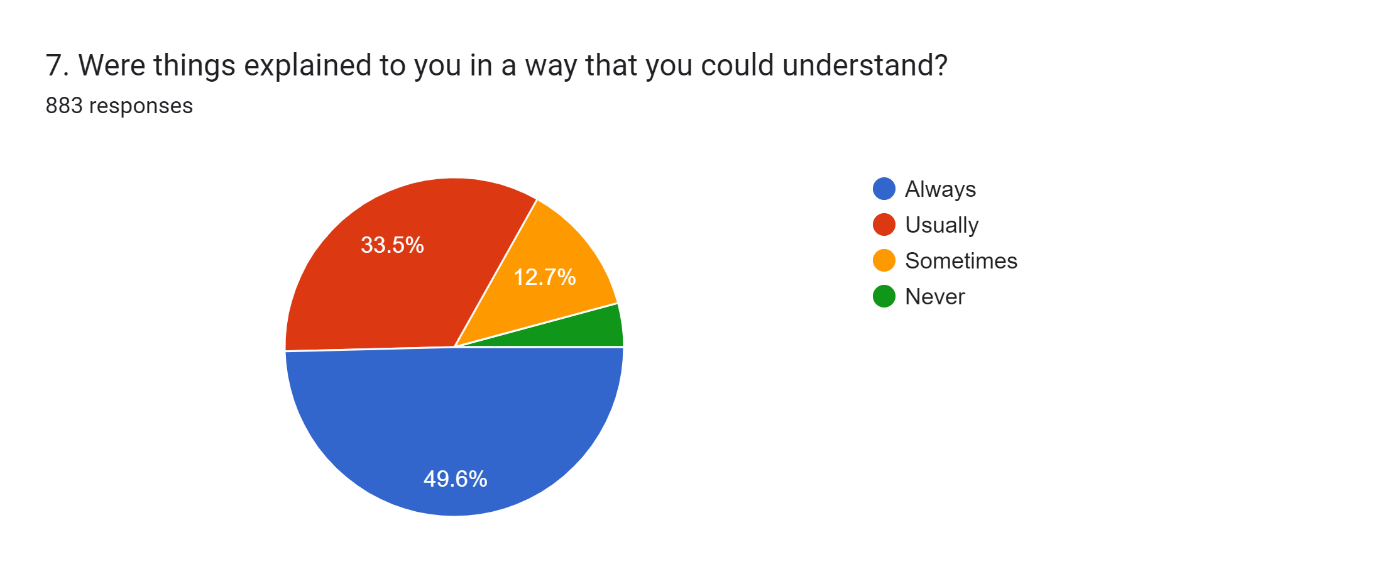 7. Were things explained to you in a way that you could understand?
883 responses
Always
Usually
Sometimes
Never
33.5%
12.7%
49.6%